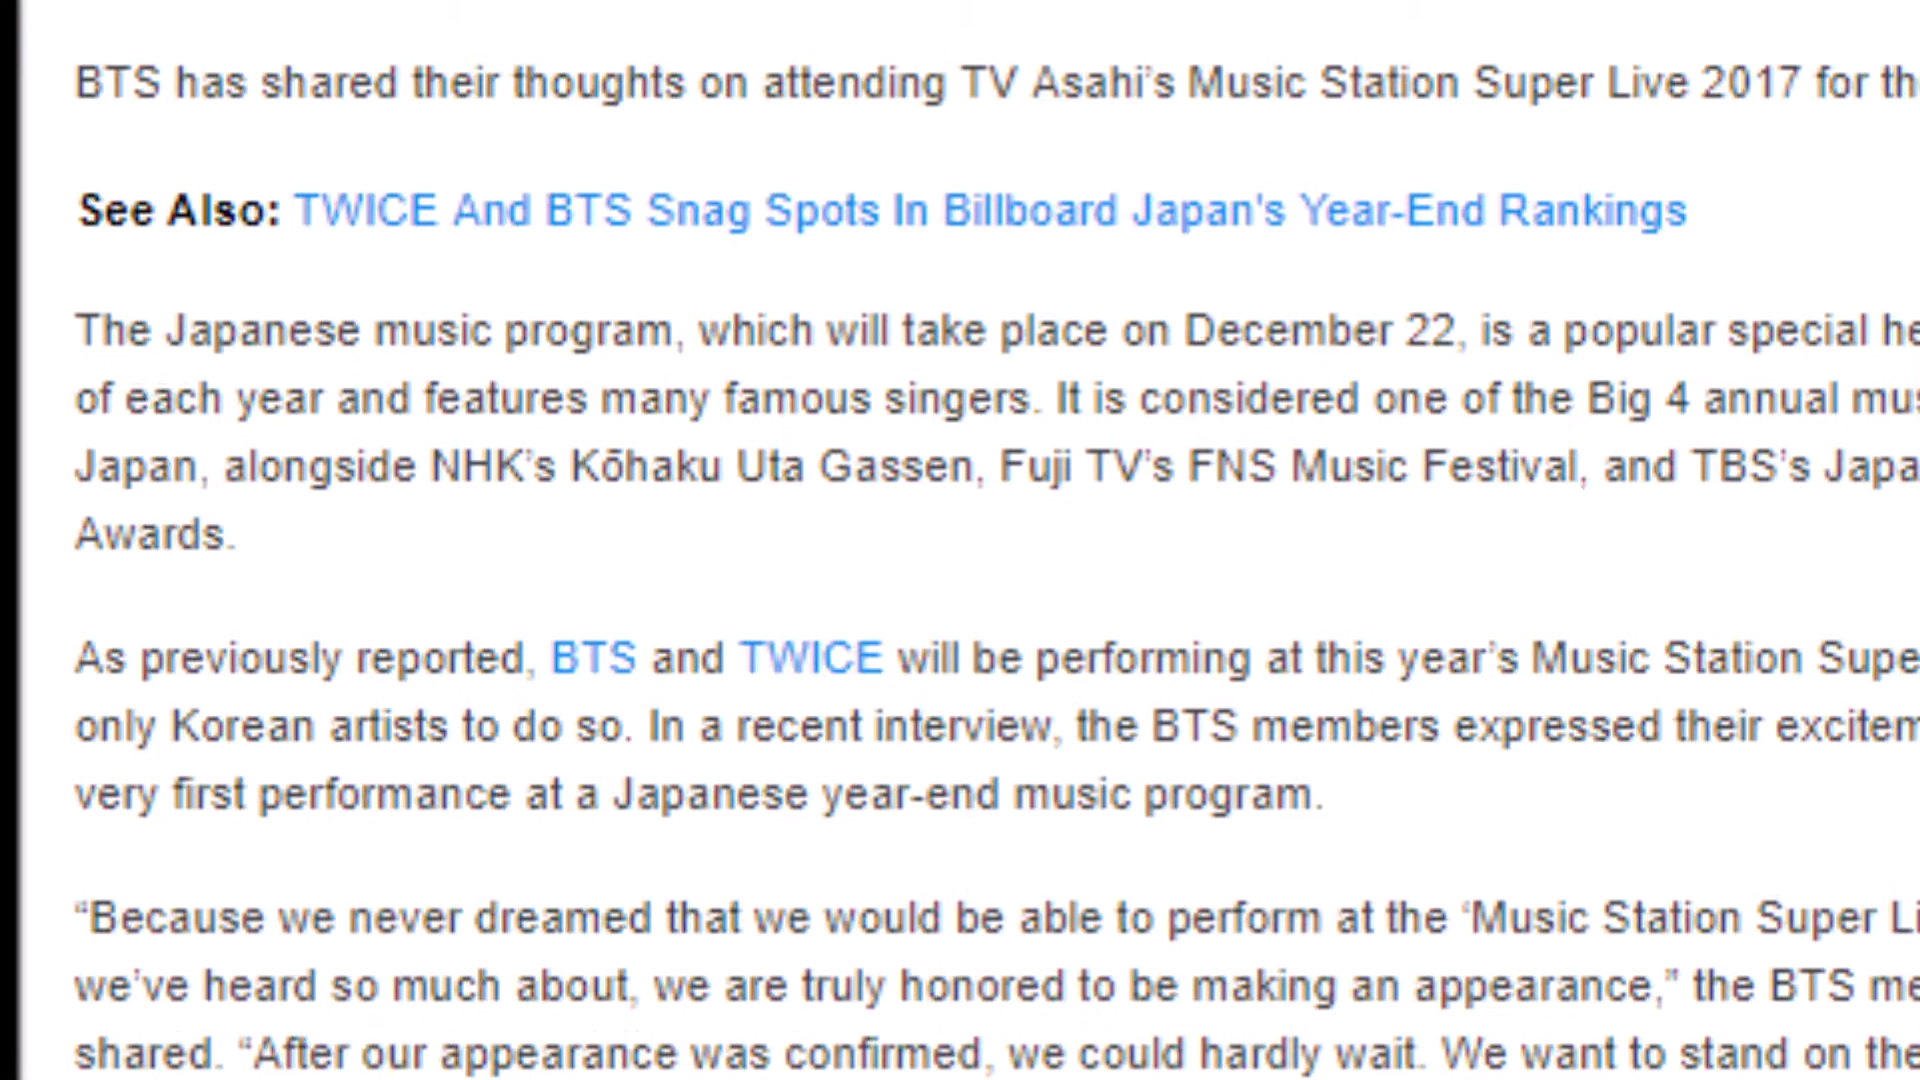 BTS has shared their thoughts on attending TV Asahi’s Music Station Super Live 2017 for
See Also: TWICE And BTS Snag Spots In Billboard Japan's Year-End Rankings
The Japanese music program, which will take place on December 22, is a popular special
of each year and features many famous singers. It is considered one of the Big 4 annual
Japan, alongside NHK’s Kōhaku Uta Gassen, Fuji TV’s FNS Music Festival, and TBS’s
Awards.
As previously reported, BTS and TWICE will be performing at this year’s Music Station
only Korean artists to do so. In a recent interview, the BTS members expressed their
very first performance at a Japanese year-end music program.
“Because we never dreamed that we would be able to perform at the ‘Music Station Super
we’ve heard so much about, we are truly honored to be making an appearance,” the BTS
shared. “After our appearance was confirmed, we could hardly wait. We want to stand on the